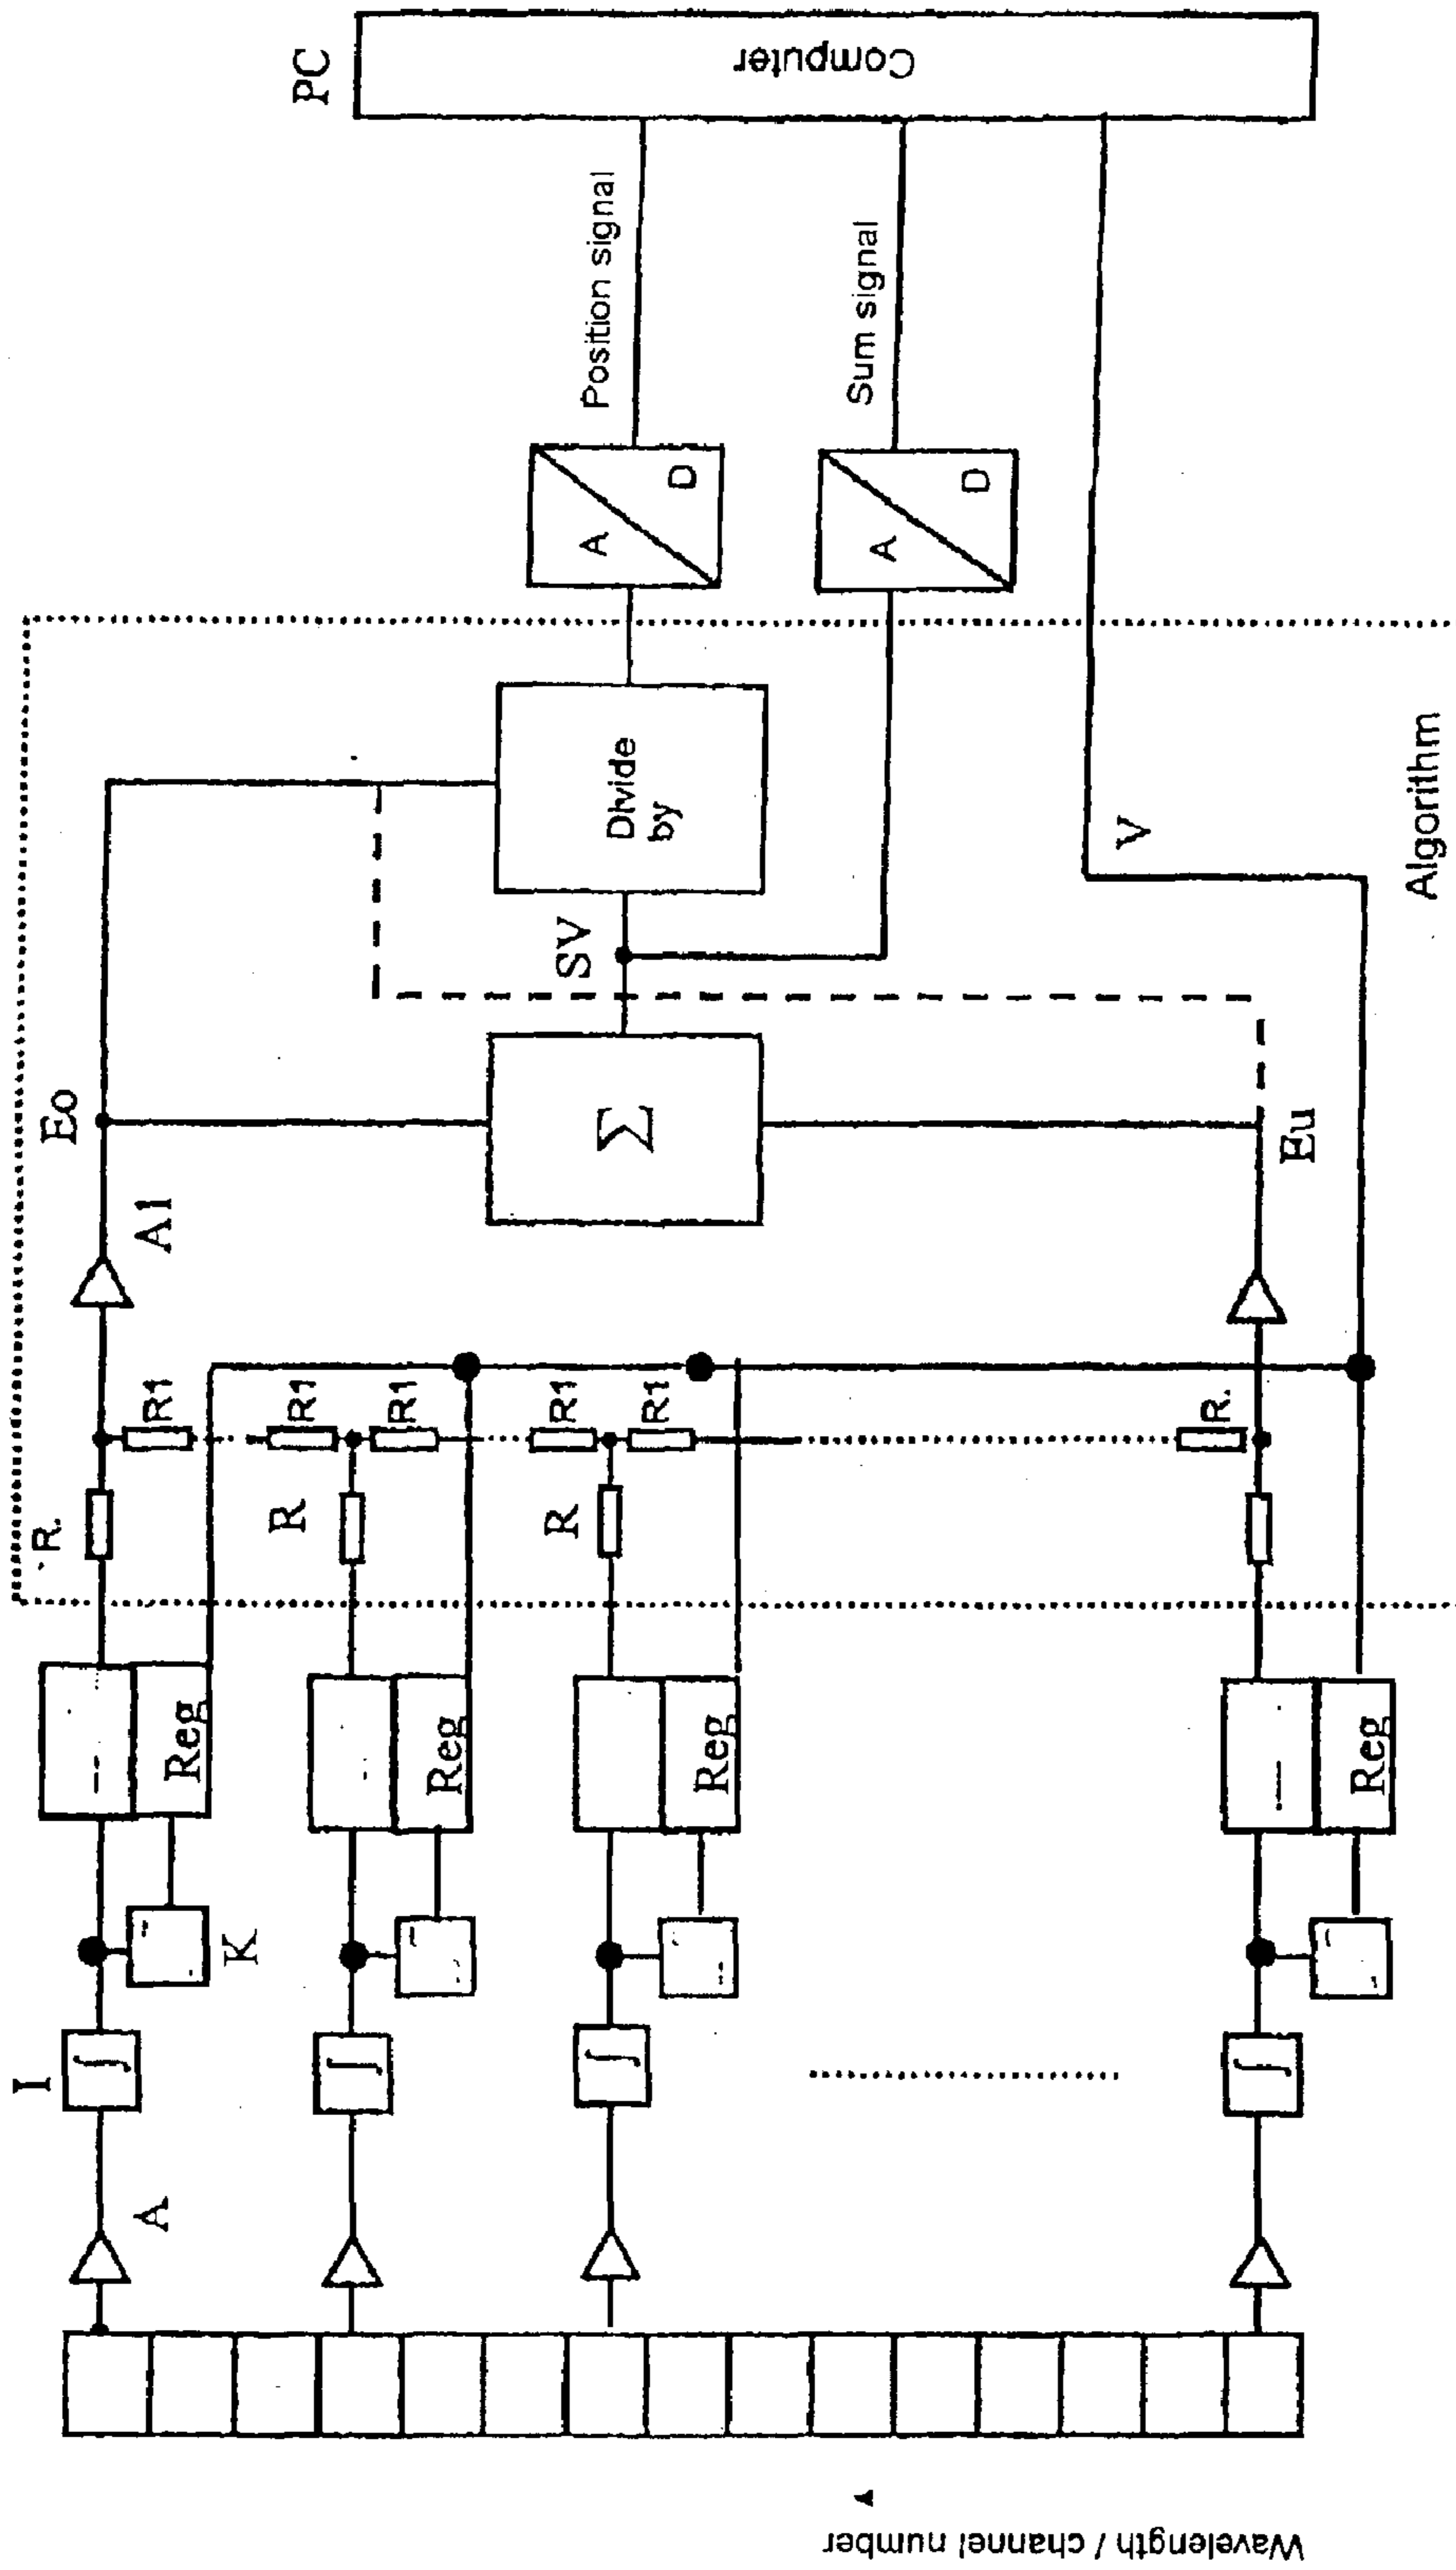 PC
Computer
Position signal
Sum signal
A
D
A
D
Divide
by
SV
V
Algorithm
Eo
Σ
Eu
A1
R1
R1
R1
R1
R1
R.
R.
R
R
Reg
Reg
Reg
Reg
K
I
∫
∫
∫
∫
A
Wavelength / channel number